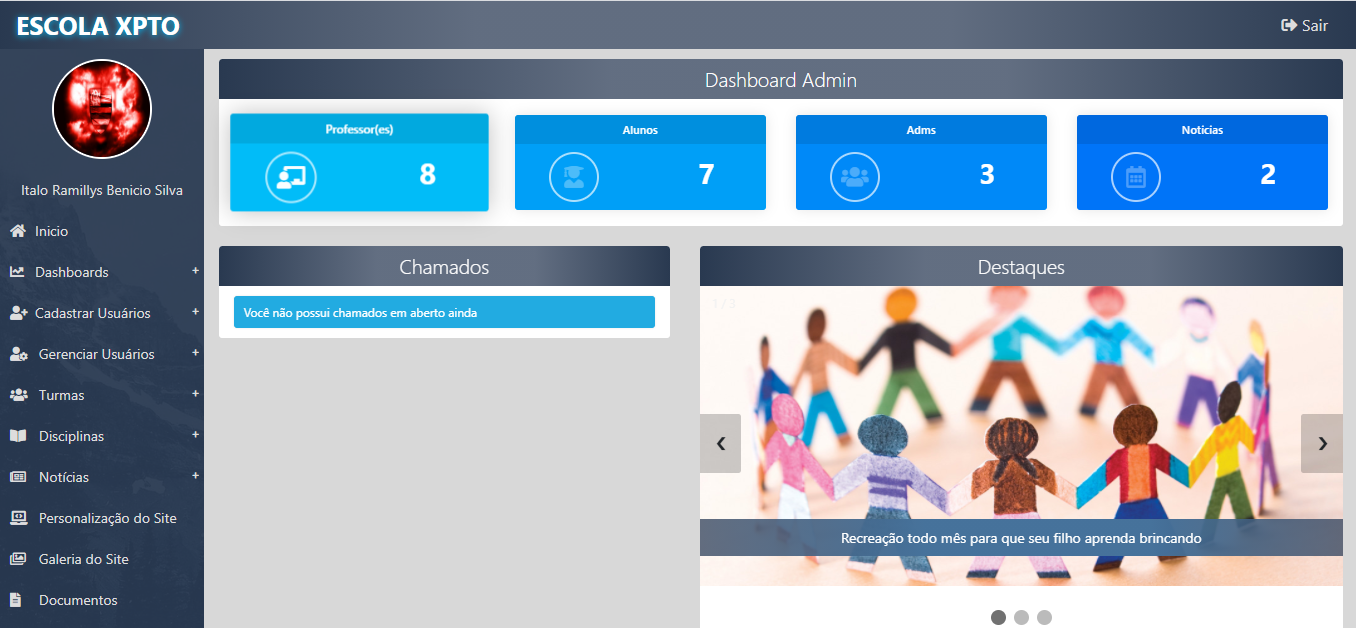 ESCOLA XPTO
Sair
Italo Ramillys Benicio Silva
Inicio
Dashboards +
Cadastrar Usuários +
Gerenciar Usuários +
Turmas +
Disciplinas +
Notícias +
Personalização do Site
Galeria do Site
Documentos
Dashboard Admin
Professor(es)
8
Alunos
7
Adms
3
Noticias
2
Chamados
Você não possui chamados em aberto ainda
Destaques
1 / 3
❮ ❯
Recreação todo mês para que seu filho aprenda brincando